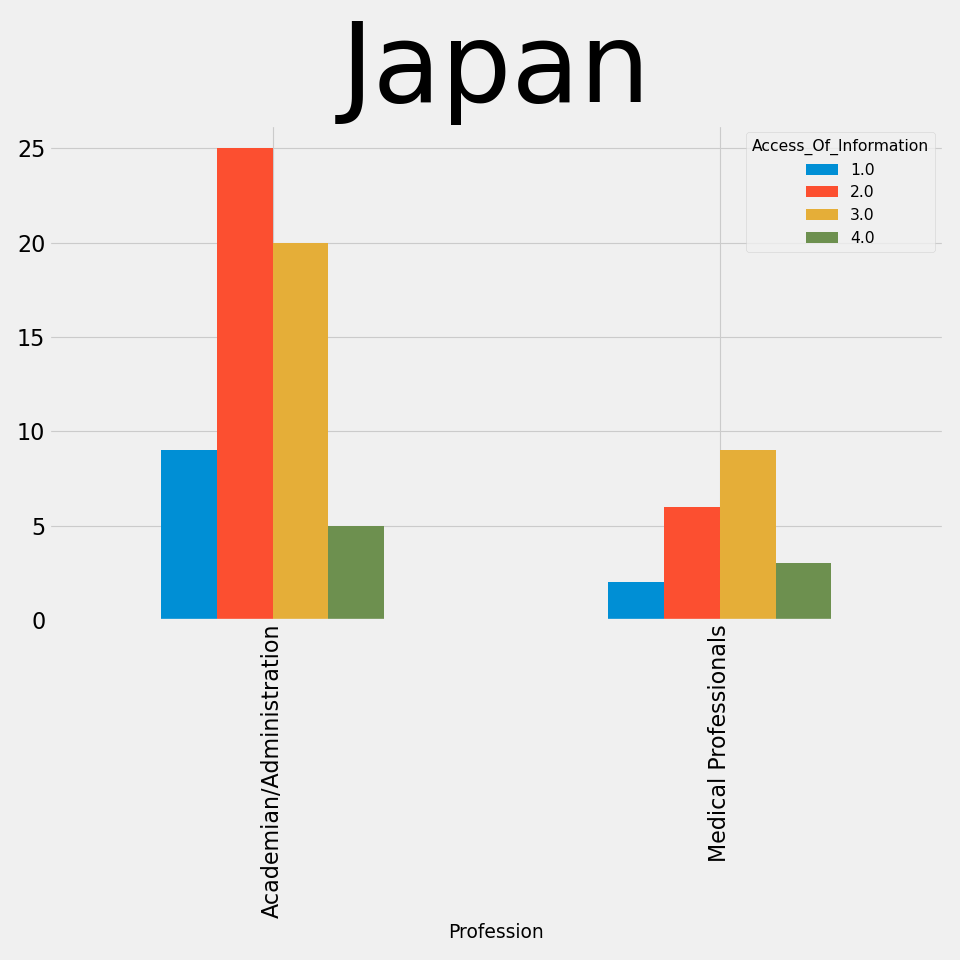 Japan
Access_Of_Information
1.0
2.0
3.0
4.0
25
20
15
10
5
0
Academian/Administration
Medical Professionals
Profession